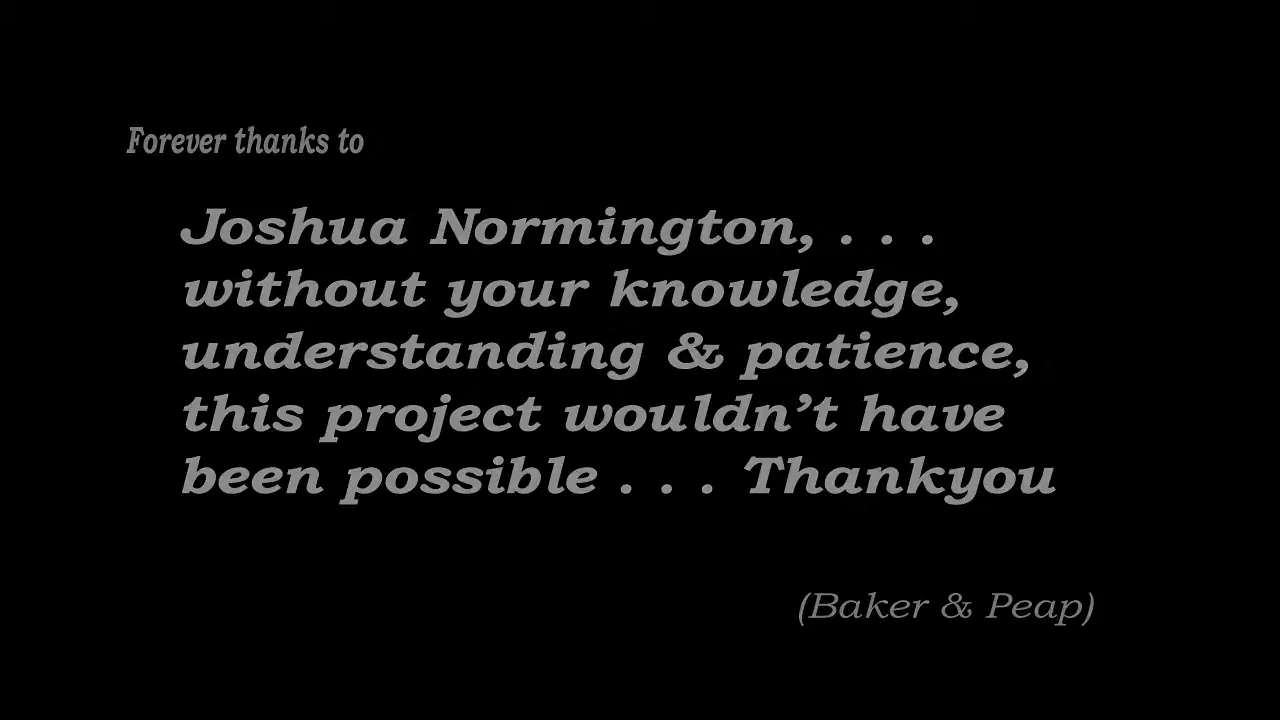 Forever thanks to
Joshua Normington, . . .
without your knowledge,
understanding & patience,
this project wouldn’t have
been possible . . . Thankyou
(Baker & Peap)